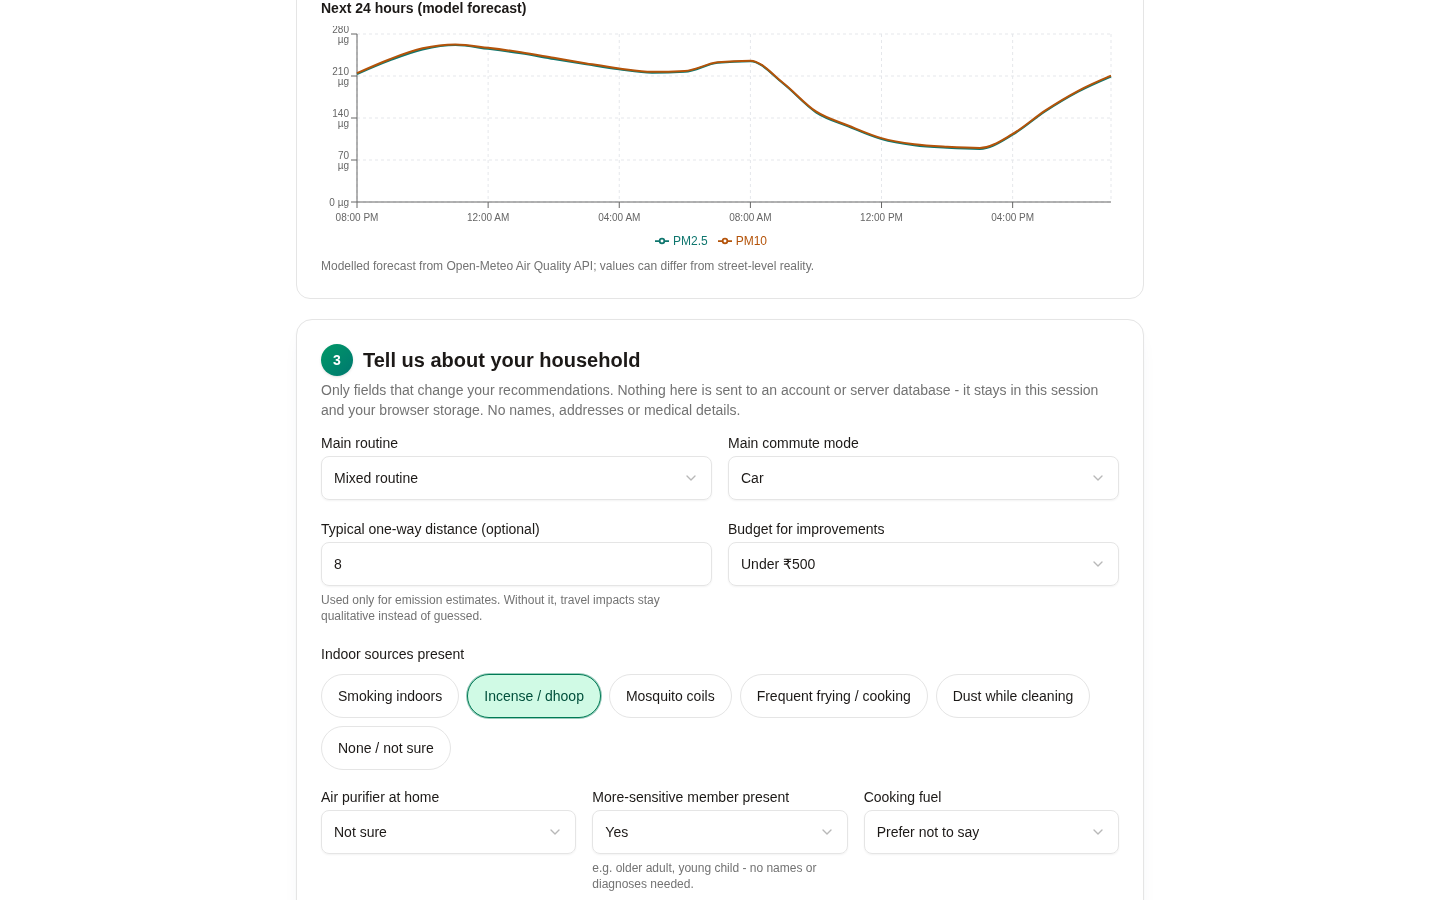 Next 24 hours (model forecast)
280
µg
210
µg
140
µg
70
µg
0 µg
08:00 PM
12:00 AM
04:00 AM
08:00 AM
12:00 PM
04:00 PM
PM2.5
PM10
Modelled forecast from Open-Meteo Air Quality API; values can differ from street-level reality.
3
Tell us about your household
Only fields that change your recommendations. Nothing here is sent to an account or server database - it stays in this session
and your browser storage. No names, addresses or medical details.
Main routine
Main commute mode
Mixed routine
Car
Typical one-way distance (optional)
Budget for improvements
8
Under ₹500
Used only for emission estimates. Without it, travel impacts stay
qualitative instead of guessed.
Indoor sources present
Smoking indoors
Incense / dhoop
Mosquito coils
Frequent frying / cooking
Dust while cleaning
None / not sure
Air purifier at home
More-sensitive member present
Cooking fuel
Not sure
Yes
Prefer not to say
e.g. older adult, young child - no names or
diagnoses needed.